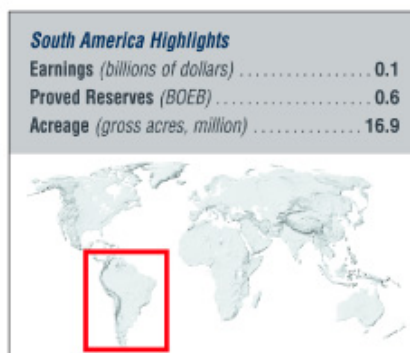 South America Highlights
Earnings (billions of dollars) ................. 0.1
Proved Reserves (BOEB) .................... 0.6
Acreage (gross acres, million) .............. 16.9